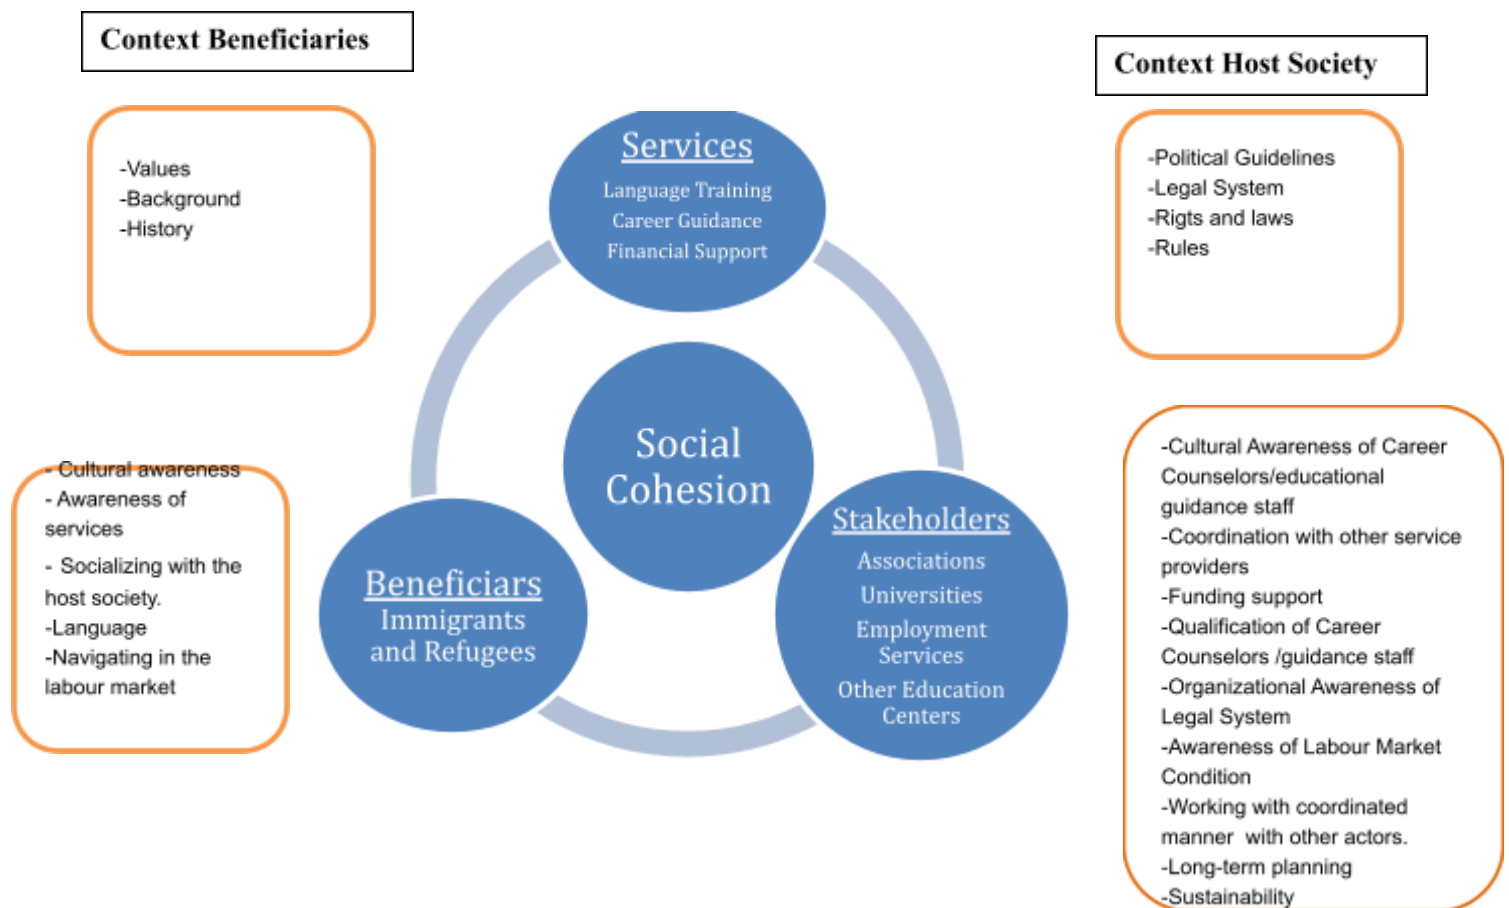 Context Beneficiaries
-Values
-Background
-History
- Cultural awareness
- Awareness of
services
- Socializing with the
host society.
-Language
-Navigating in the
labour market
Services
Language Training
Career Guidance
Financial Support
Social
Cohesion
Beneficiars
Immigrants
and Refugees
Stakeholders
Associations
Universities
Employment
Services
Other Education
Centers
Context Host Society
-Political Guidelines
-Legal System
-Rigts and laws
-Rules
-Cultural Awareness of Career
Counselors/educational
guidance staff
-Coordination with other service
providers
-Funding support
-Qualification of Career
Counselors /guidance staff
-Organizational Awareness of
Legal System
-Awareness of Labour Market
Condition
-Working with coordinated
manner  with other actors.
-Long-term planning
-Sustainability